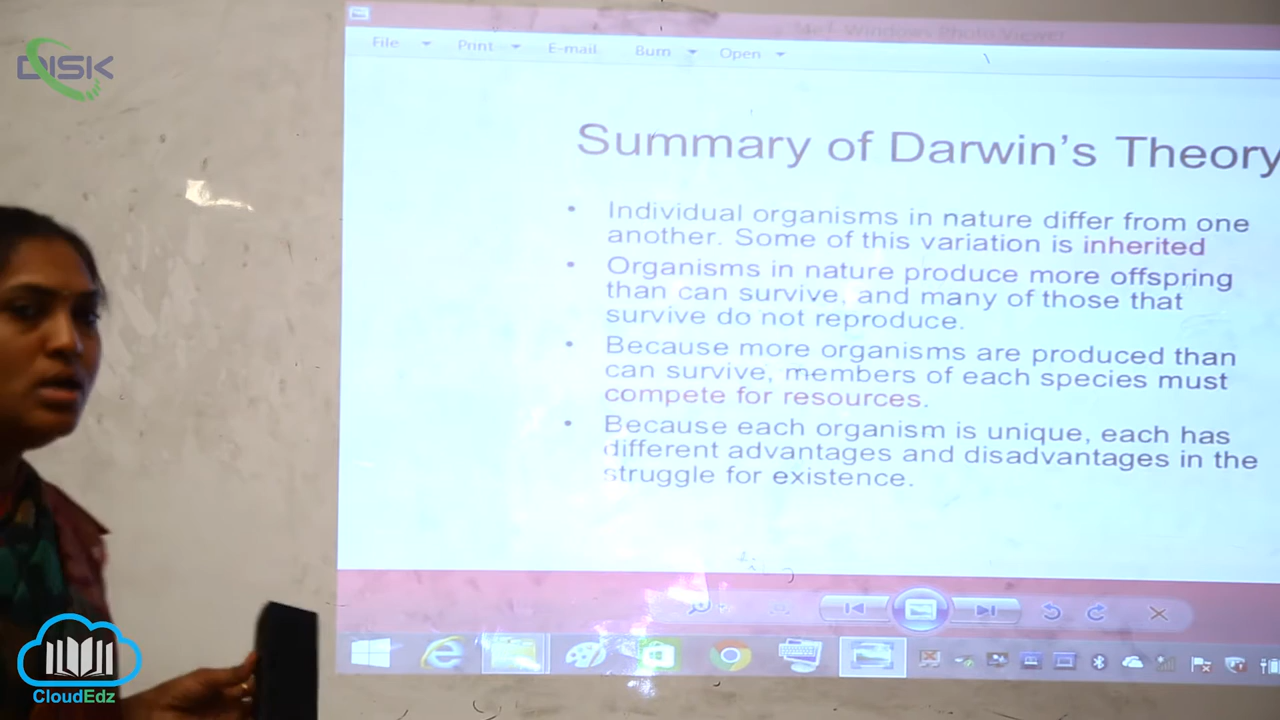 DISK
Windows Photo Viewer
File Print E-mail Burn Open
Summary of Darwin's Theory
• Individual organisms in nature differ from one
another. Some of this variation is inherited
• Organisms in nature produce more offspring
than can survive, and many of those that
survive do not reproduce.
• Because more organisms are produced than
can survive, members of each species must
compete for resources.
• Because each organism is unique, each has
different advantages and disadvantages in the
struggle for existence.
CloudEdz